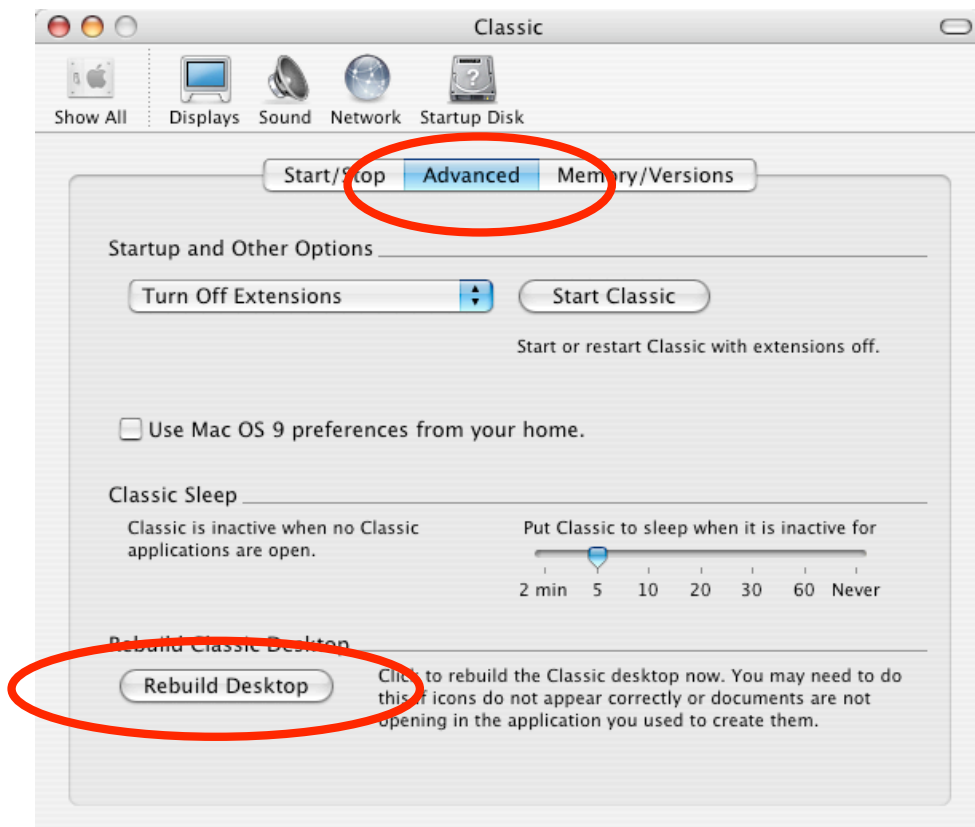 Classic
Show All Displays Sound Network Startup Disk
Start/Stop Advanced Memory/Versions
Startup and Other Options
Turn Off Extensions Start Classic
Start or restart Classic with extensions off.
Use Mac OS 9 preferences from your home.
Classic Sleep
Classic is inactive when no Classic
applications are open.
Put Classic to sleep when it is inactive for
2 min 5 10 20 30 60 Never
Rebuild Classic Desktop
Rebuild Desktop
Click to rebuild the Classic desktop now. You may need to do
this if icons do not appear correctly or documents are not
opening in the application you used to create them.